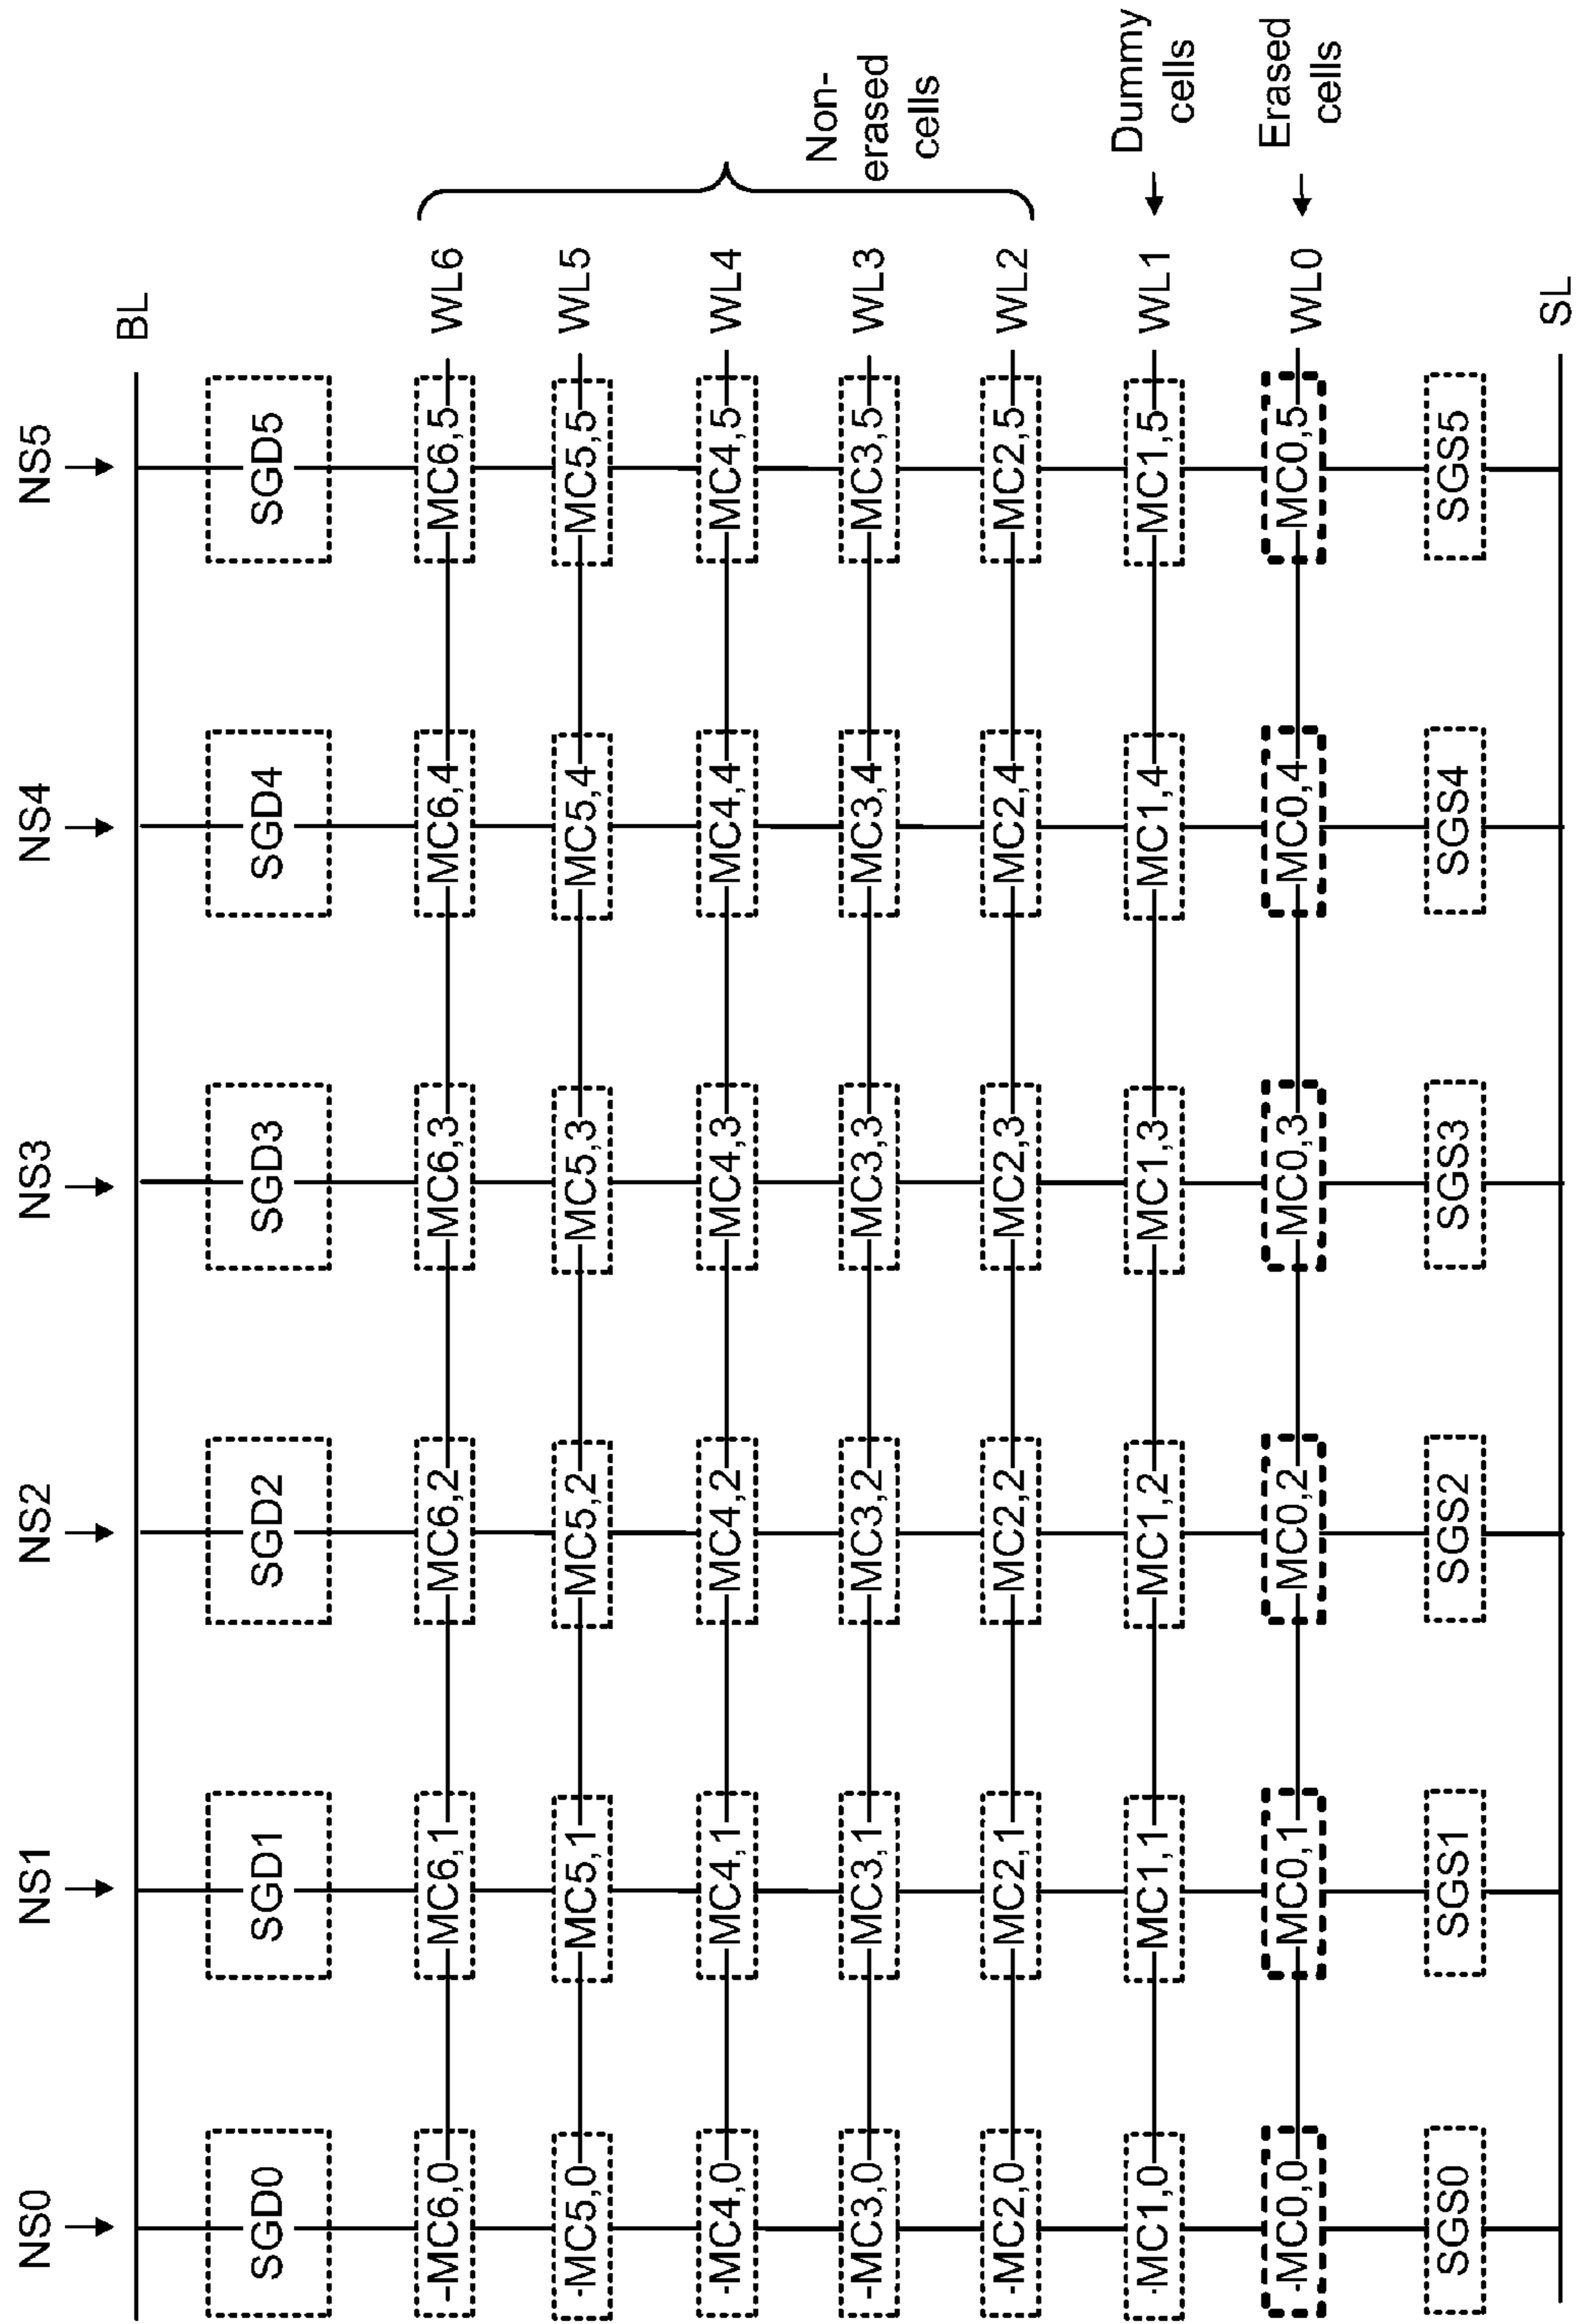 NS0 NS1 NS2 NS3 NS4 NS5
BL
SGD0 SGD1 SGD2 SGD3 SGD4 SGD5
MC6,0 MC6,1 MC6,2 MC6,3 MC6,4 MC6,5 WL6
MC5,0 MC5,1 MC5,2 MC5,3 MC5,4 MC5,5 WL5
MC4,0 MC4,1 MC4,2 MC4,3 MC4,4 MC4,5 WL4
MC3,0 MC3,1 MC3,2 MC3,3 MC3,4 MC3,5 WL3
MC2,0 MC2,1 MC2,2 MC2,3 MC2,4 MC2,5 WL2
Non-
erased
cells
MC1,0 MC1,1 MC1,2 MC1,3 MC1,4 MC1,5 WL1
Dummy
cells
MC0,0 MC0,1 MC0,2 MC0,3 MC0,4 MC0,5 WL0
Erased
cells
SGS0 SGS1 SGS2 SGS3 SGS4 SGS5
SL